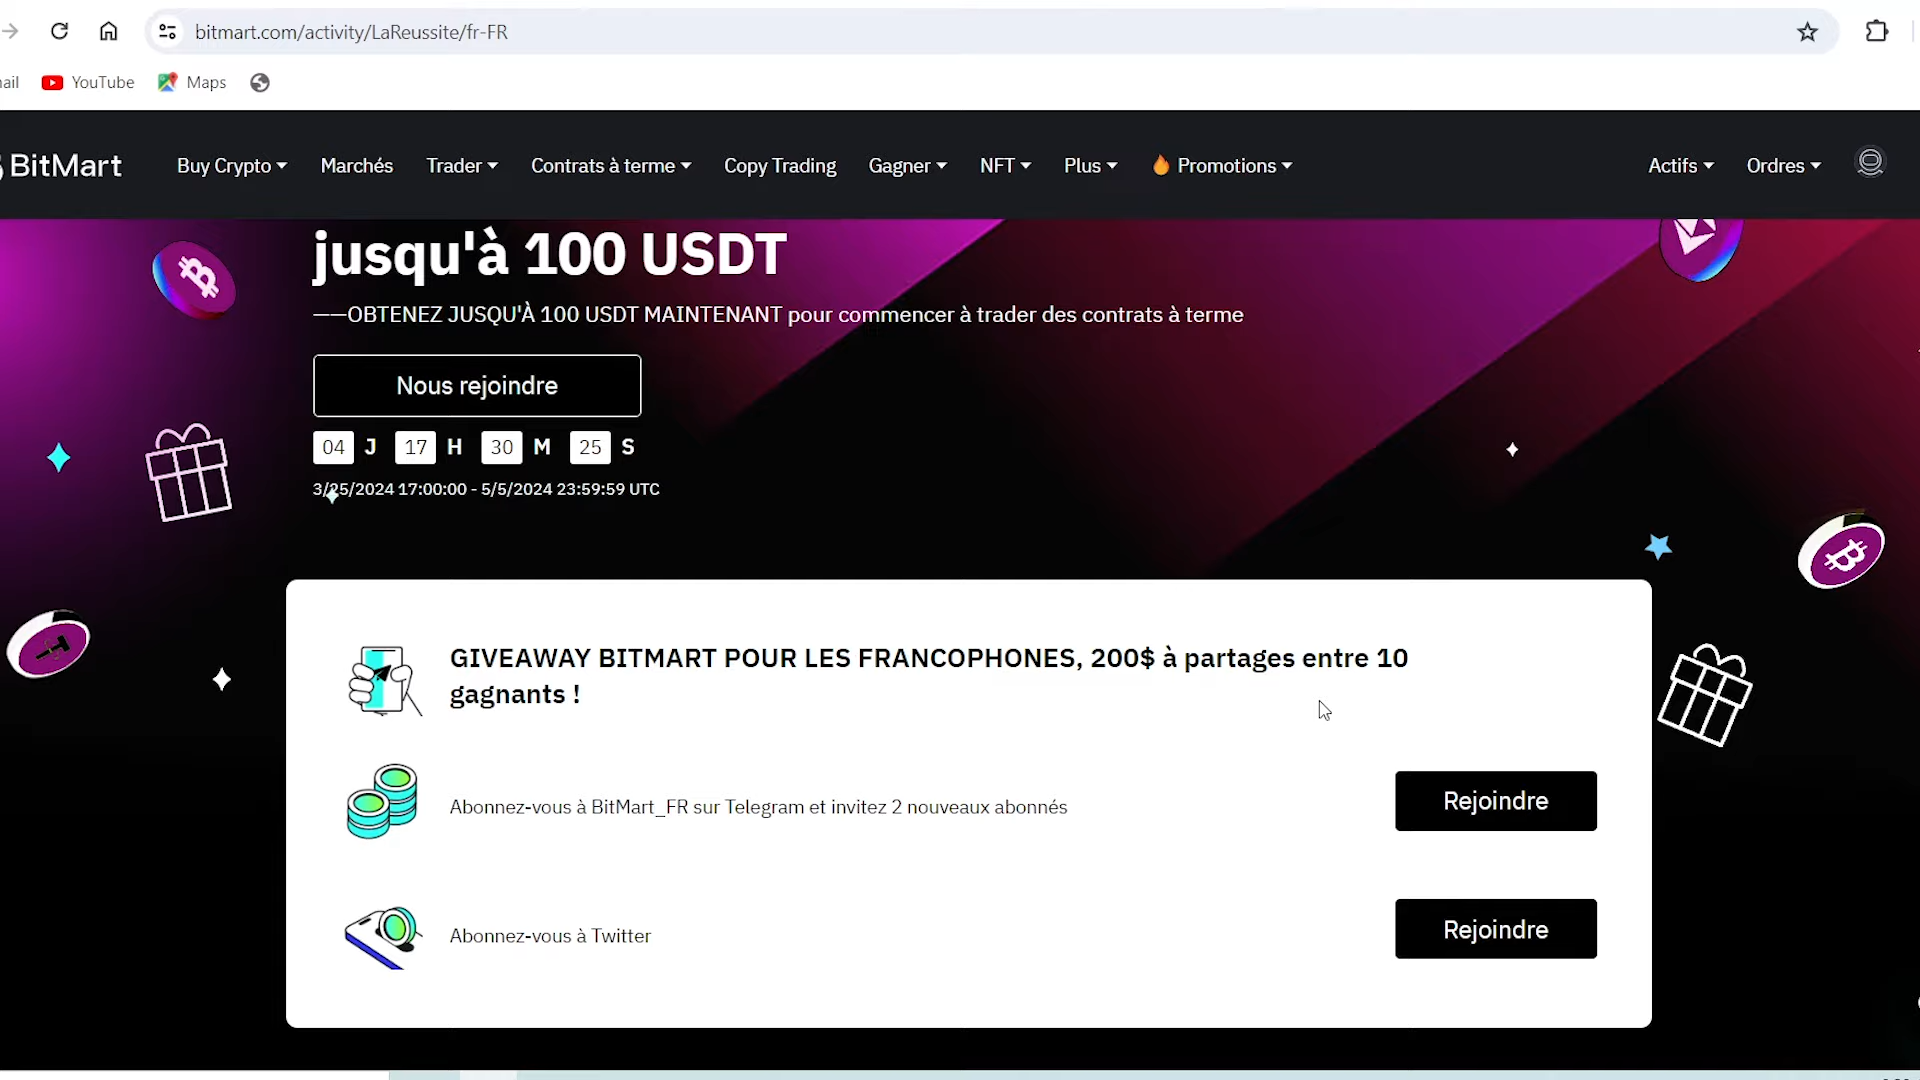 bitmart.com/activity/LaReussite/fr-FR
ail YouTube Maps
BitMart Buy Crypto Marchés Trader Contrats à terme Copy Trading Gagner NFT Plus Promotions Actifs Ordres
jusqu'à 100 USDT
——OBTENEZ JUSQU'À 100 USDT MAINTENANT pour commencer à trader des contrats à terme
Nous rejoindre
04 J 17 H 30 M 25 S
3/25/2024 17:00:00 - 5/5/2024 23:59:59 UTC
GIVEAWAY BITMART POUR LES FRANCOPHONES, 200$ à partages entre 10
gagnants !
Abonnez-vous à BitMart_FR sur Telegram et invitez 2 nouveaux abonnés
Rejoindre
Abonnez-vous à Twitter
Rejoindre